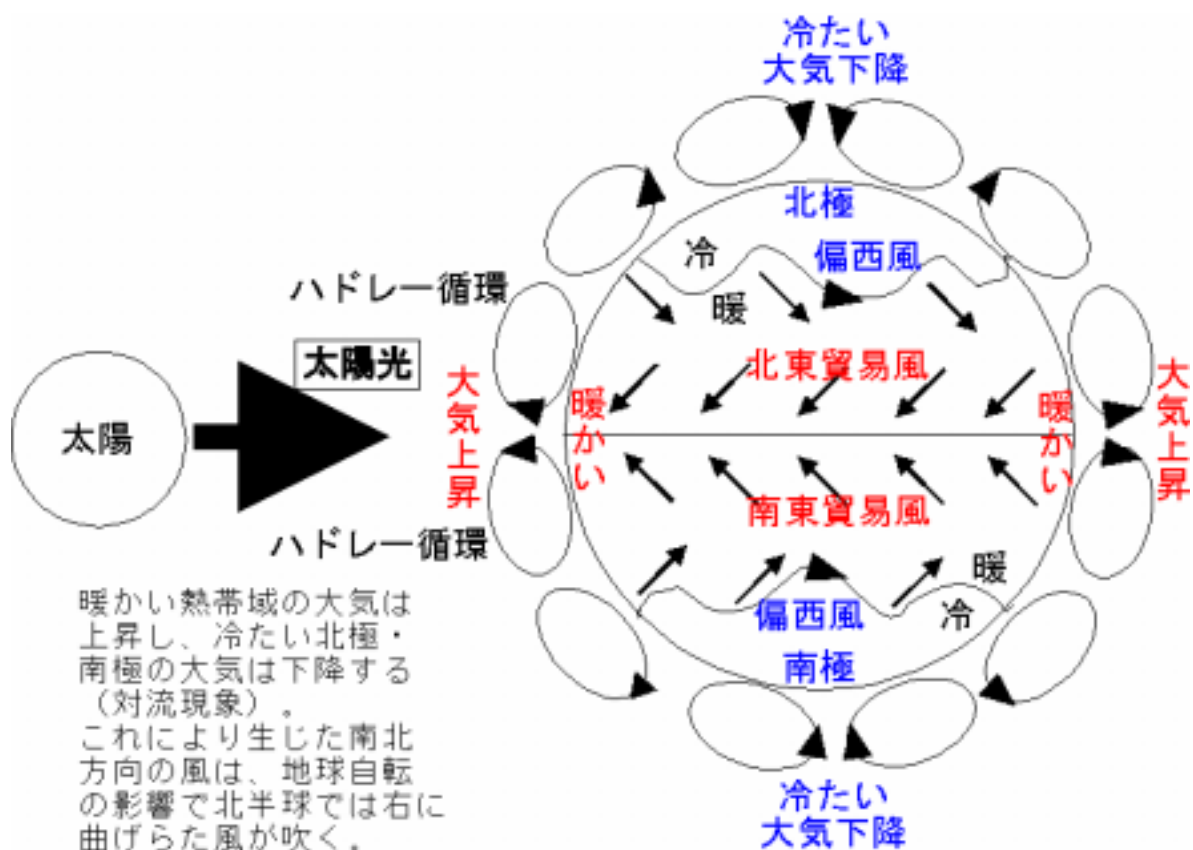 冷たい
大気下降
北極
冷
偏西風
ハドレー循環
暖
太陽光
北東貿易風
大気上昇
暖かい
暖かい
大気上昇
太陽
南東貿易風
ハドレー循環
暖
偏西風
冷
南極
暖かい熱帯域の大気は
上昇し、冷たい北極・
南極の大気は下降する
（対流現象）。
これにより生じた南北
方向の風は、地球自転
の影響で北半球では右に
曲げらた風が吹く。
冷たい
大気下降